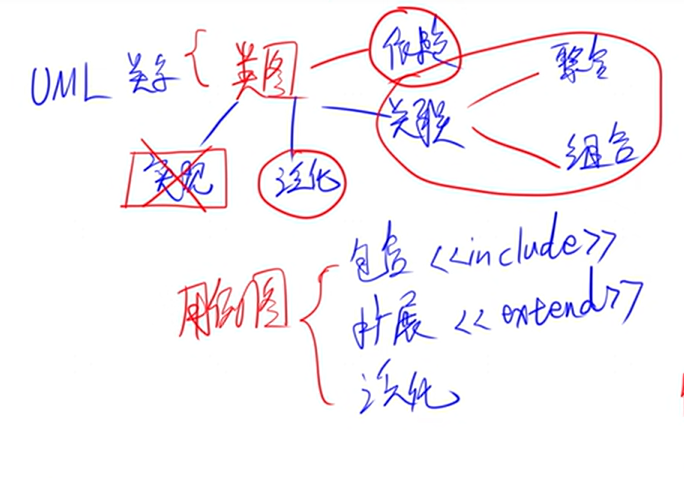 依赖
UML 关系 { 类图
聚合
关联
组合
实现
泛化
包含 <<include>>
用例图 {
扩展 <<extend>>
泛化